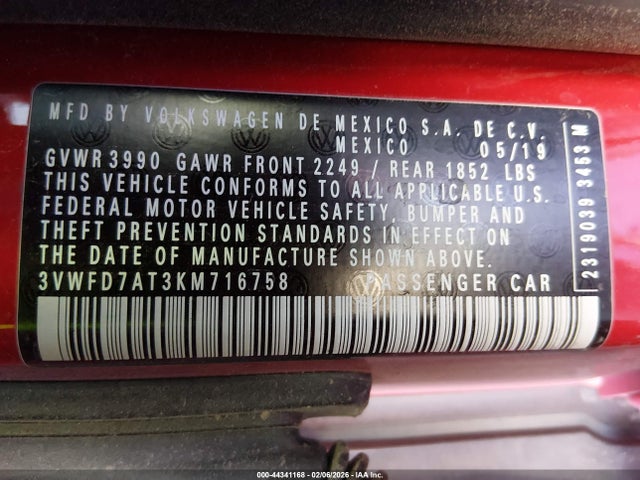 MFD BY VOLKSWAGEN DE MEXICO S.A. DE C.V.
MEXICO 05/19
GVWR 3990 GAWR FRONT 2249 / REAR 1852 LBS
THIS VEHICLE CONFORMS TO ALL APPLICABLE U.S.
FEDERAL MOTOR VEHICLE SAFETY, BUMPER AND
THEFT PREVENTION STANDARDS IN EFFECT ON
THE DATE OF MANUFACTURE SHOWN ABOVE.
3VWFD7AT3KM716758 PASSENGER CAR
2319039 3453 M
000-44341168 - 02/06/2026 - IAA Inc.